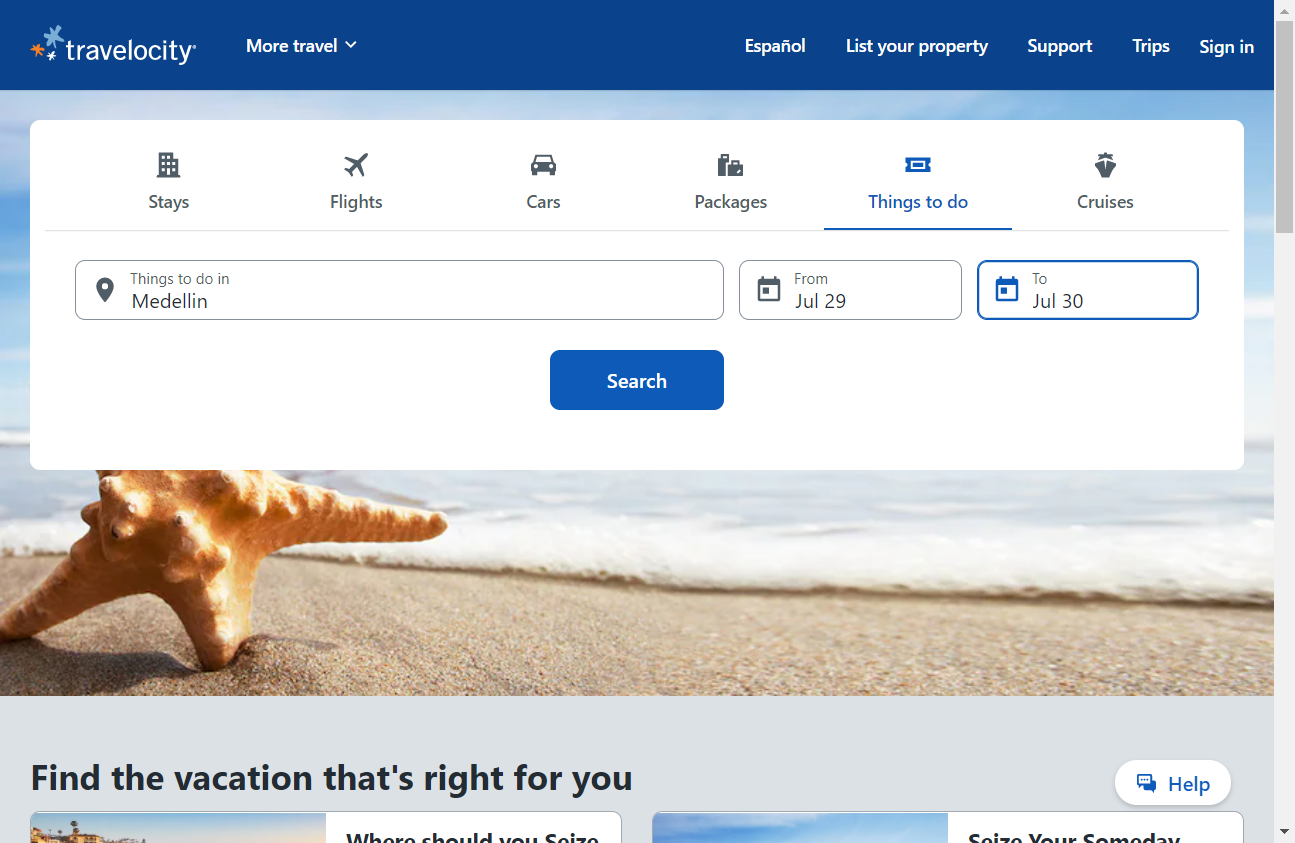 travelocity
More travel
Español
List your property
Support
Trips
Sign in
Stays
Flights
Cars
Packages
Things to do
Cruises
Things to do in
Medellin
From
Jul 29
To
Jul 30
Search
Find the vacation that's right for you
Help
Where should you Seize
Seize Your Someday